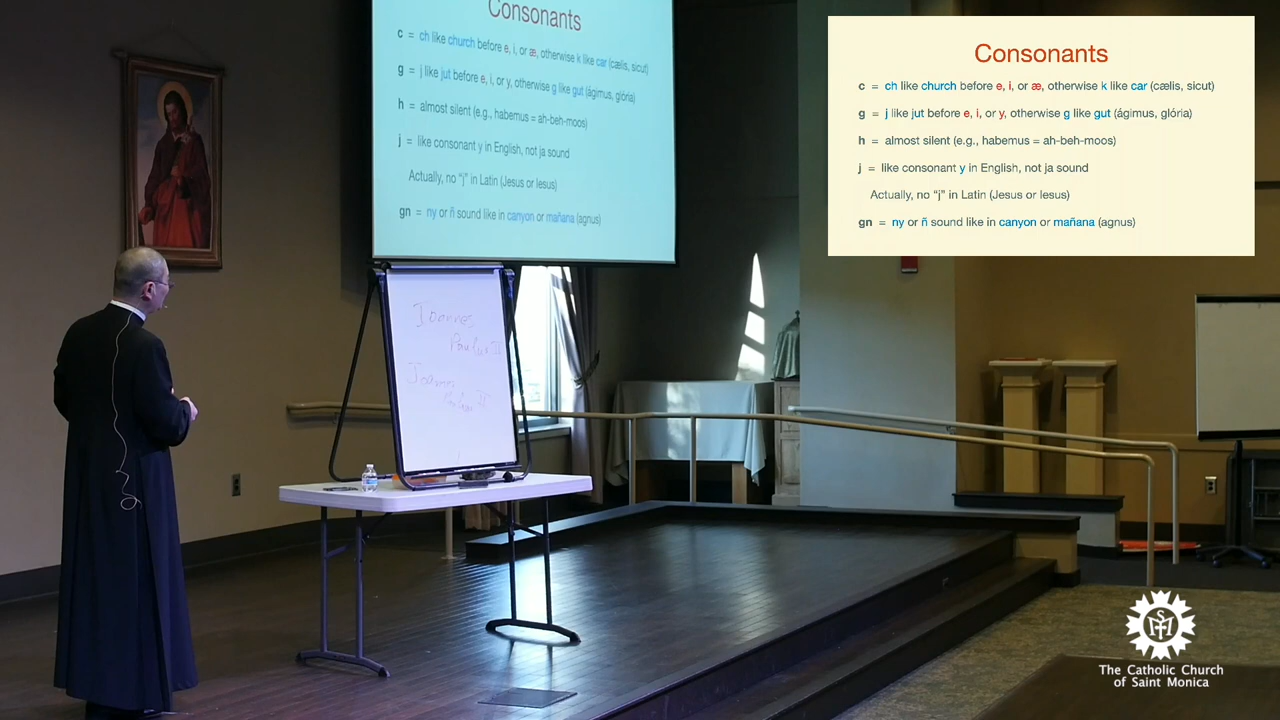 Consonants
c = ch like church before e, i, or æ, otherwise k like car (cælis, sicut)
g = j like jut before e, i, or y, otherwise g like gut (ágimus, glória)
h = almost silent (e.g., habemus = ah-beh-moos)
j = like consonant y in English, not ja sound
Actually, no "j" in Latin (Jesus or Iesus)
gn = ny or ñ sound like in canyon or mañana (agnus)
Ioannes
Paulus II
Consonants
c = ch like church before e, i, or æ, otherwise k like car (cælis, sicut)
g = j like jut before e, i, or y, otherwise g like gut (ágimus, glória)
h = almost silent (e.g., habemus = ah-beh-moos)
j = like consonant y in English, not ja sound
Actually, no "j" in Latin (Jesus or Iesus)
gn = ny or ñ sound like in canyon or mañana (agnus)
The Catholic Church
of Saint Monica